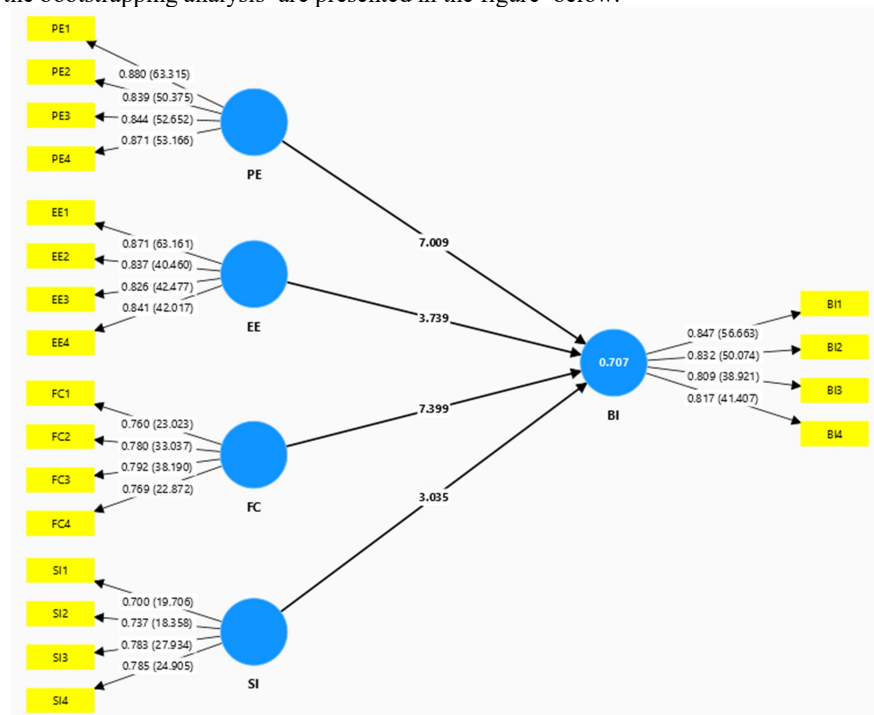 the bootstrapping analysis are presented in the figure below.
PE1
0.880 (63.315)
PE2
0.839 (50.375)
PE3
0.844 (52.652)
PE4
0.871 (53.166)
PE
7.009
EE1
0.871 (63.161)
EE2
0.837 (40.460)
EE3
0.826 (42.477)
EE4
0.841 (42.017)
EE
3.739
BI1
0.847 (56.663)
BI2
0.832 (50.074)
BI3
0.809 (38.921)
BI4
0.817 (41.407)
0.707
BI
FC1
0.760 (23.023)
FC2
0.780 (33.037)
FC3
0.792 (38.190)
FC4
0.769 (22.872)
FC
7.399
3.035
SI1
0.700 (19.706)
SI2
0.737 (18.358)
SI3
0.783 (27.934)
SI4
0.785 (24.905)
SI